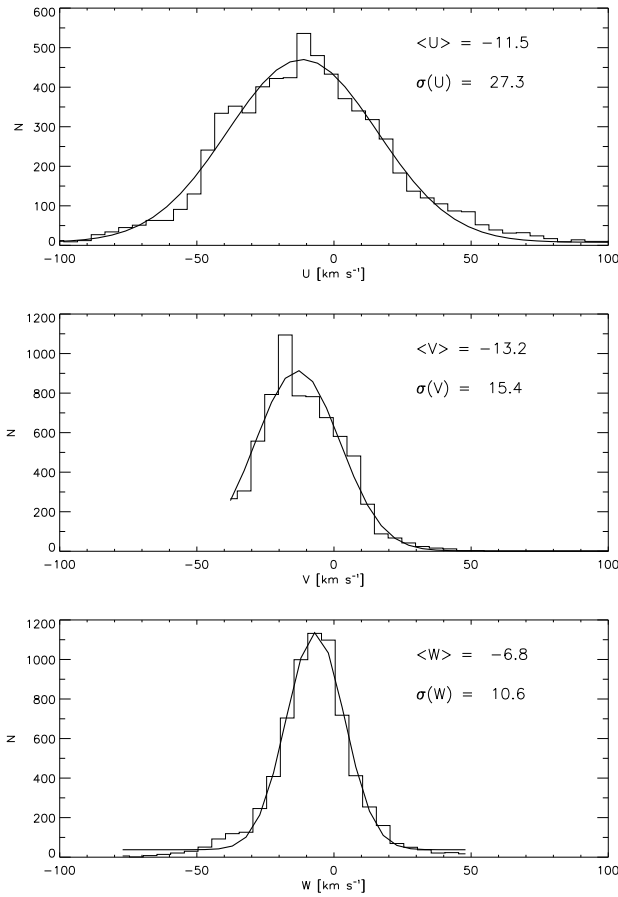 600
500
400
300
200
100
0
N
<U> = −11.5
σ(U) = 27.3
−100 −50 0 50 100
U [km s⁻¹]
1200
1000
800
600
400
200
0
N
<V> = −13.2
σ(V) = 15.4
−100 −50 0 50 100
V [km s⁻¹]
1200
1000
800
600
400
200
0
N
<W> = −6.8
σ(W) = 10.6
−100 −50 0 50 100
W [km s⁻¹]